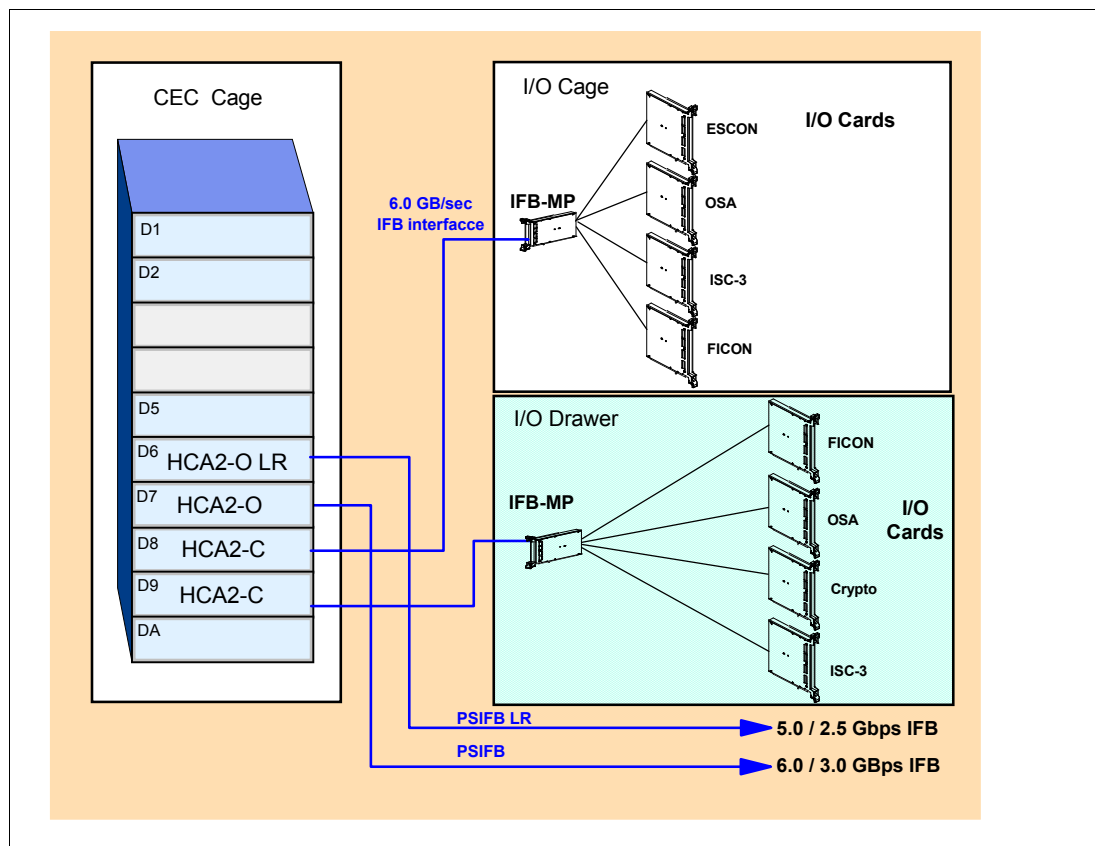 CEC Cage
D1
D2
D5
D6 HCA2-O LR
D7 HCA2-O
D8 HCA2-C
D9 HCA2-C
DA
6.0 GB/sec
IFB interfacce
I/O Cage
I/O Cards
IFB-MP
ESCON
OSA
ISC-3
FICON
I/O Drawer
IFB-MP
I/O
Cards
FICON
OSA
Crypto
ISC-3
PSIFB LR
5.0 / 2.5 Gbps IFB
PSIFB
6.0 / 3.0 GBps IFB